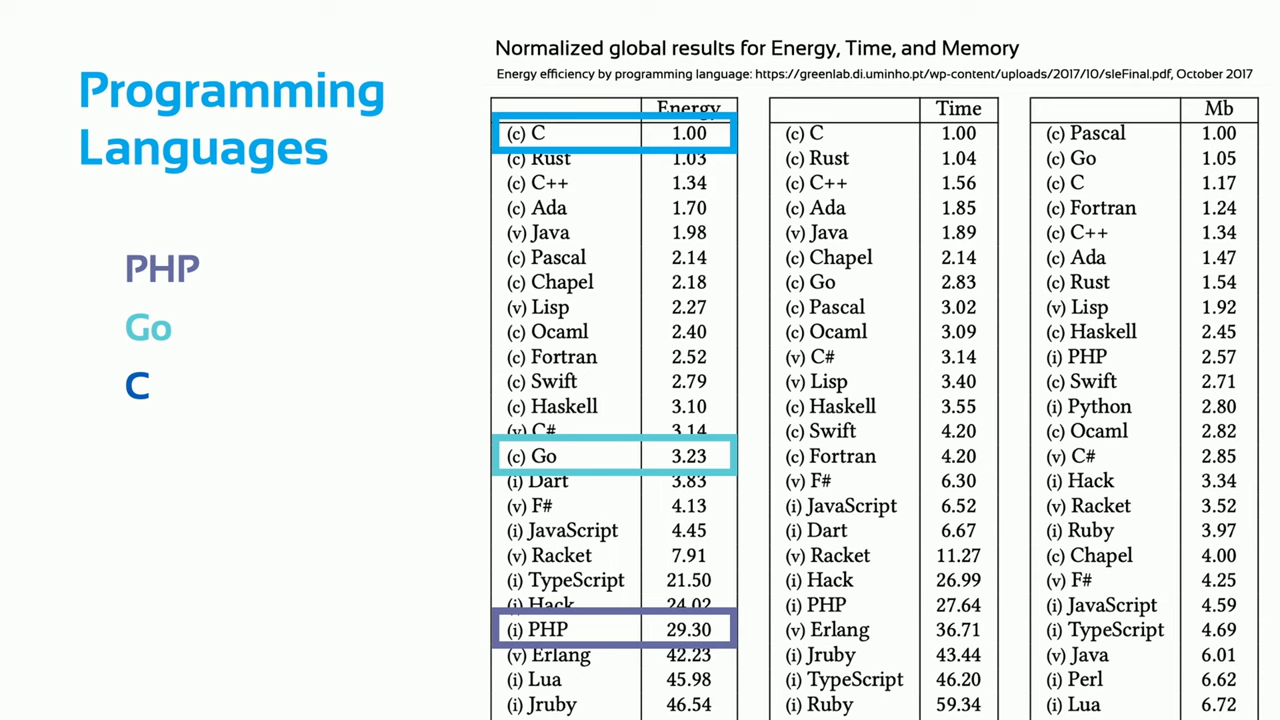 Programming
Languages
PHP
Go
C
Normalized global results for Energy, Time, and Memory
Energy efficiency by programming language: https://greenlab.di.uminho.pt/wp-content/uploads/2017/10/sleFinal.pdf, October 2017
Energy
(c) C 1.00
(c) Rust 1.03
(c) C++ 1.34
(c) Ada 1.70
(v) Java 1.98
(c) Pascal 2.14
(c) Chapel 2.18
(v) Lisp 2.27
(c) Ocaml 2.40
(c) Fortran 2.52
(c) Swift 2.79
(c) Haskell 3.10
(v) C# 3.14
(c) Go 3.23
(i) Dart 3.83
(v) F# 4.13
(i) JavaScript 4.45
(v) Racket 7.91
(i) TypeScript 21.50
(i) Hack 24.02
(i) PHP 29.30
(v) Erlang 42.23
(i) Lua 45.98
(i) Jruby 46.54
Time
(c) C 1.00
(c) Rust 1.04
(c) C++ 1.56
(c) Ada 1.85
(v) Java 1.89
(c) Chapel 2.14
(c) Go 2.83
(c) Pascal 3.02
(c) Ocaml 3.09
(v) C# 3.14
(v) Lisp 3.40
(c) Haskell 3.55
(c) Swift 4.20
(c) Fortran 4.20
(v) F# 6.30
(i) JavaScript 6.52
(i) Dart 6.67
(v) Racket 11.27
(i) Hack 26.99
(i) PHP 27.64
(v) Erlang 36.71
(i) Jruby 43.44
(i) TypeScript 46.20
(i) Ruby 59.34
Mb
(c) Pascal 1.00
(c) Go 1.05
(c) C 1.17
(c) Fortran 1.24
(c) C++ 1.34
(c) Ada 1.47
(c) Rust 1.54
(v) Lisp 1.92
(c) Haskell 2.45
(i) PHP 2.57
(c) Swift 2.71
(i) Python 2.80
(c) Ocaml 2.82
(v) C# 2.85
(i) Hack 3.34
(v) Racket 3.52
(i) Ruby 3.97
(c) Chapel 4.00
(v) F# 4.25
(i) JavaScript 4.59
(i) TypeScript 4.69
(v) Java 6.01
(i) Perl 6.62
(i) Lua 6.72